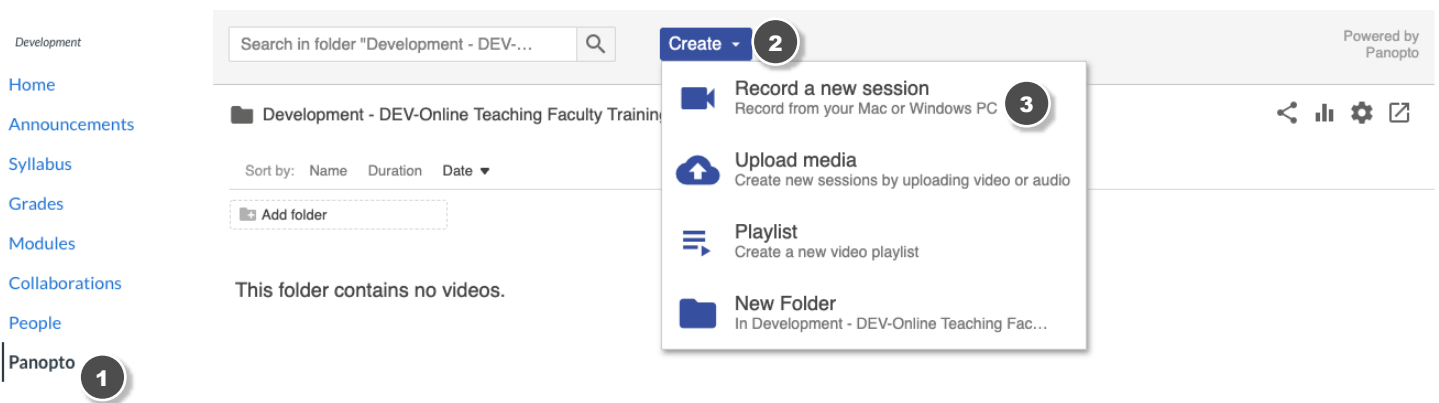 Development
Home
Announcements
Syllabus
Grades
Modules
Collaborations
People
Panopto
1
Search in folder "Development - DEV-...
Create
2
Powered by
Panopto
Record a new session
Record from your Mac or Windows PC
3
Upload media
Create new sessions by uploading video or audio
Playlist
Create a new video playlist
New Folder
In Development - DEV-Online Teaching Fac...
Development - DEV-Online Teaching Faculty Training
Sort by: Name Duration Date
Add folder
This folder contains no videos.